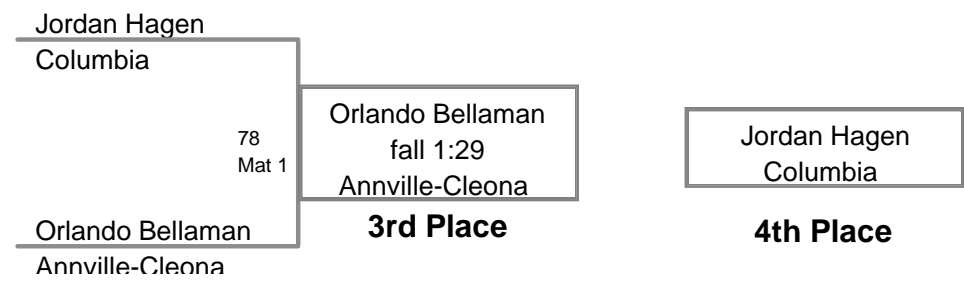 Jordan Hagen
Columbia
78
Mat 1
Orlando Bellaman
fall 1:29
Annville-Cleona
3rd Place
Orlando Bellaman
Annville-Cleona
Jordan Hagen
Columbia
4th Place